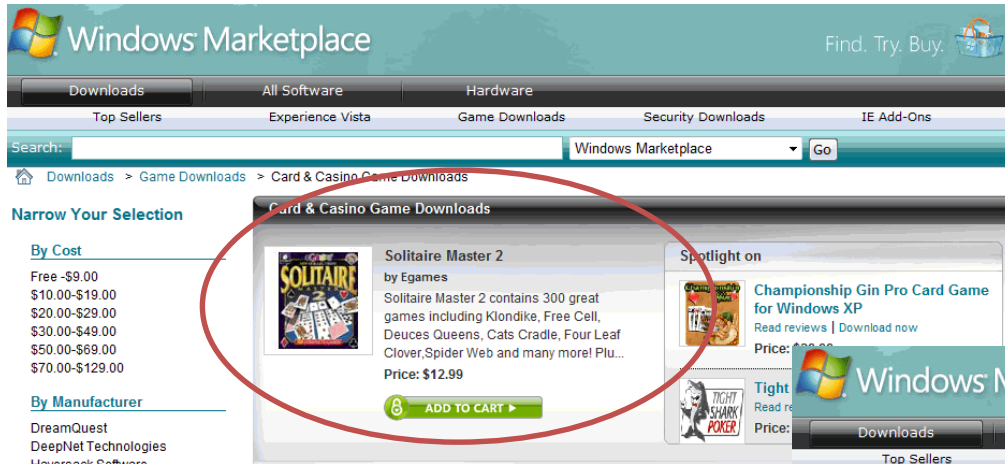 Windows Marketplace
Find. Try. Buy.
Downloads All Software Hardware
Top Sellers Experience Vista Game Downloads Security Downloads IE Add-Ons
Search: Windows Marketplace Go
Downloads > Game Downloads > Card & Casino Game Downloads
Narrow Your Selection
By Cost
Free -$9.00
$10.00-$19.00
$20.00-$29.00
$30.00-$49.00
$50.00-$69.00
$70.00-$129.00
By Manufacturer
DreamQuest
DeepNet Technologies
Card & Casino Game Downloads
SOLITAIRE
MASTER
2
Solitaire Master 2
by Egames
Solitaire Master 2 contains 300 great
games including Klondike, Free Cell,
Deuces Queens, Cats Cradle, Four Leaf
Clover,Spider Web and many more! Plu...
Price: $12.99
ADD TO CART
Spotlight on
Championship Gin Pro Card Game
for Windows XP
Read reviews | Download now
Price:
TIGHT
SHARK
POKER
Tight
Read re
Price:
Windows M
Downloads
Top Sellers